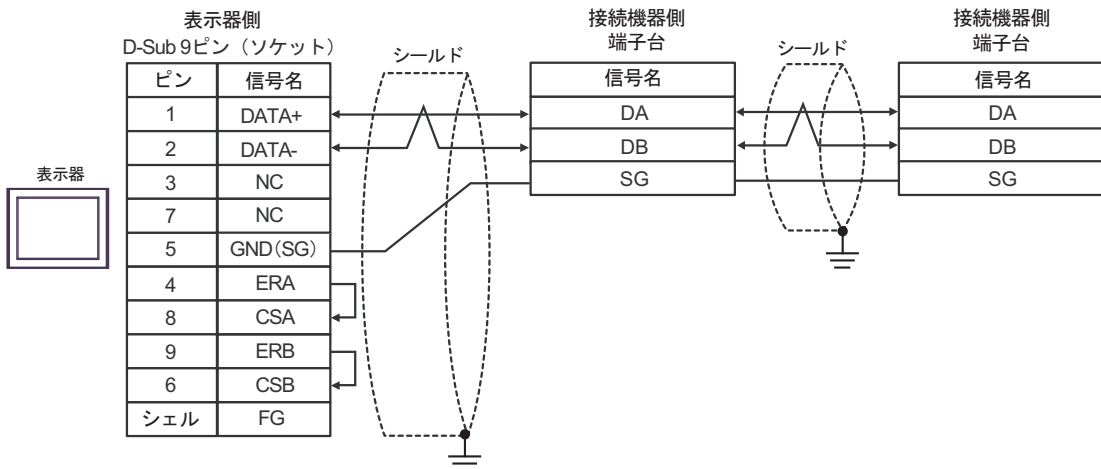 表示器側
D-Sub 9ピン（ソケット）
ピン 信号名
1 DATA+
2 DATA-
3 NC
7 NC
5 GND(SG)
4 ERA
8 CSA
9 ERB
6 CSB
シェル FG
表示器
シールド
接続機器側
端子台
信号名
DA
DB
SG
シールド
接続機器側
端子台
信号名
DA
DB
SG